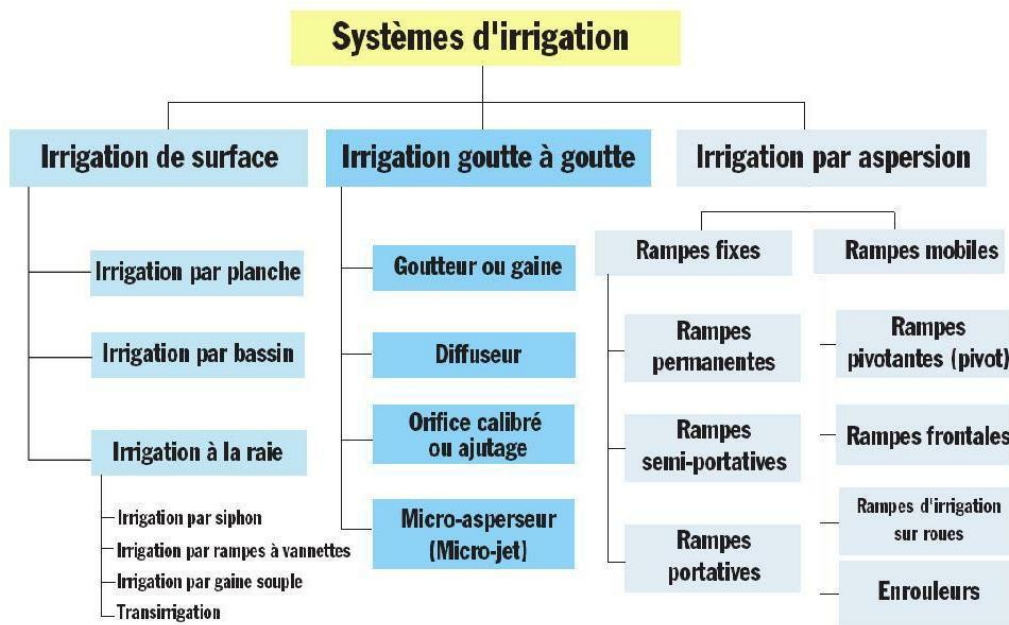 Systèmes d'irrigation
Irrigation de surface
Irrigation par planche
Irrigation par bassin
Irrigation à la raie
Irrigation par siphon
Irrigation par rampes à vannettes
Irrigation par gaine souple
Transirrigation
Irrigation goutte à goutte
Goutteur ou gaine
Diffuseur
Orifice calibré
ou ajutage
Micro-asperseur
(Micro-jet)
Irrigation par aspersion
Rampes fixes
Rampes
permanentes
Rampes
semi-portatives
Rampes
portatives
Rampes mobiles
Rampes
pivotantes (pivot)
Rampes frontales
Rampes d'irrigation
sur roues
Enrouleurs